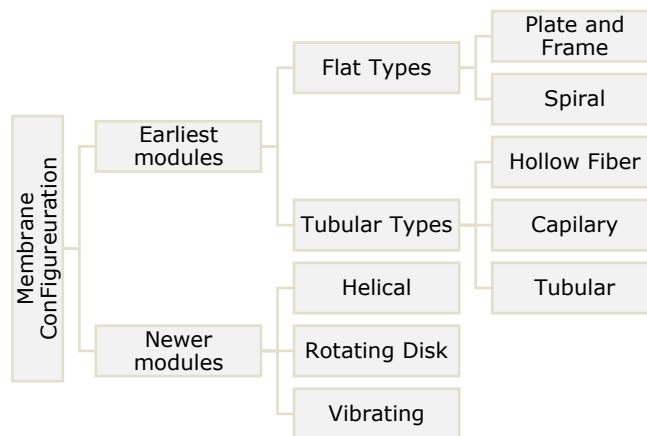 Membrane
ConFigureuration
Earliest
modules
Flat Types
Plate and
Frame
Spiral
Tubular Types
Hollow Fiber
Capilary
Tubular
Newer
modules
Helical
Rotating Disk
Vibrating